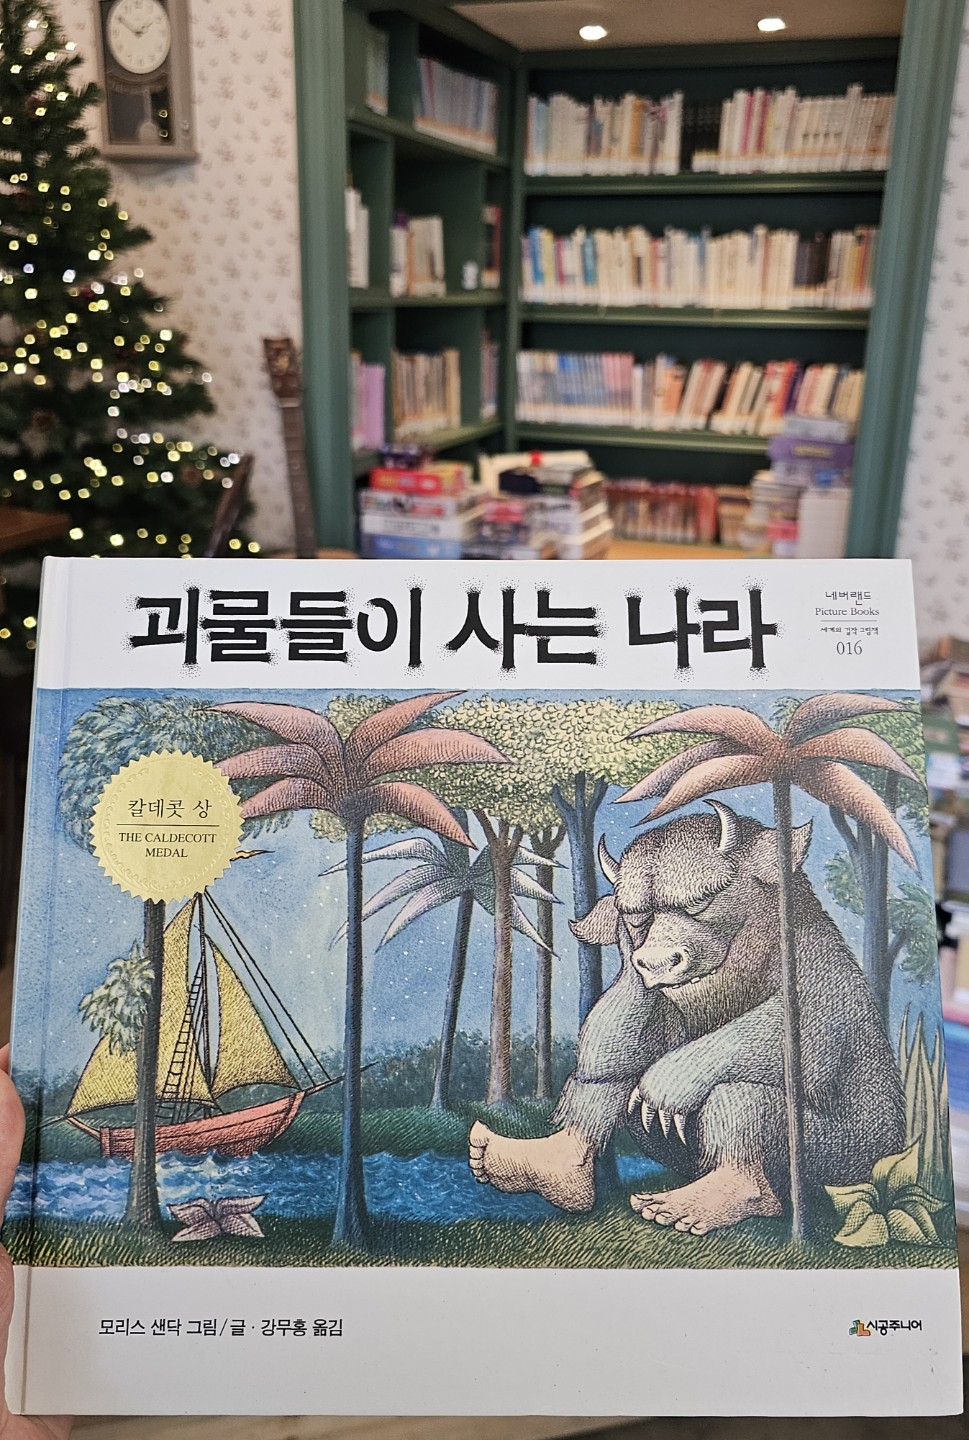 괴물들이 사는 나라
네버랜드
Picture Books
세계의 걸작 그림책
016
칼데콧 상
THE CALDECOTT
MEDAL
모리스 샌닥 그림/글 · 강무홍 옮김
시공주니어